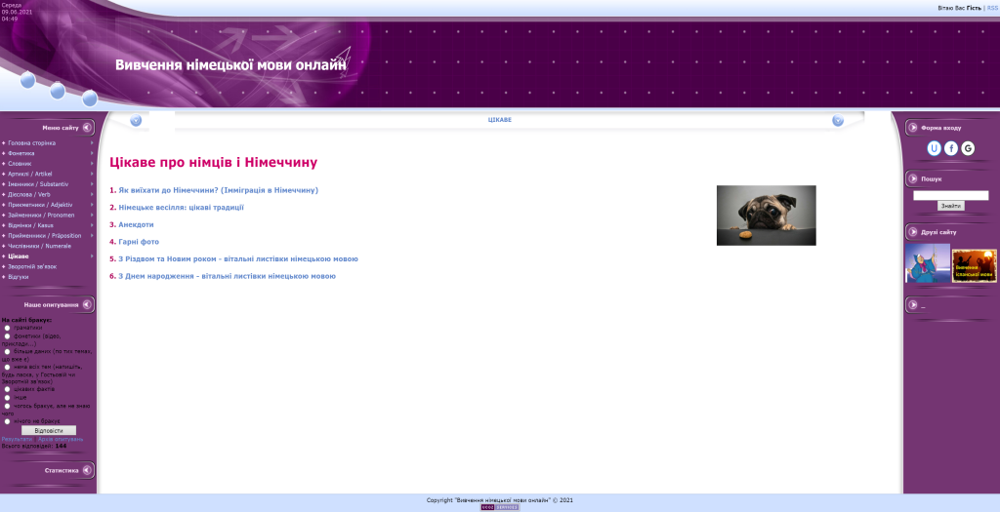 Середа
09.06.2021
04:49
Вітаю Вас Гість | RSS
Вивчення німецької мови онлайн
Меню сайту
Головна сторінка
Фонетика
Словник
Артиклі / Artikel
Іменники / Substantiv
Дієслова / Verb
Прикметники / Adjektiv
Займенники / Pronomen
Відмінки / Kasus
Прийменники / Präposition
Числівники / Numerale
Цікаве
Зворотній зв'язок
Відгуки
Наше опитування
На сайті бракує:
граматики
фонетики (відео,
приклади...)
більше даних (по тих темах,
що вже є)
нема всіх тем (напишіть,
будь ласка, у Гостьовій чи
Зворотній зв'язок)
цікавих фактів
інше
чогось бракує, але не знаю
чого
нічого не бракує
Відповісти
Результати | Архів опитувань
Всього відповідей: 144
Статистика
ЦІКАВЕ
Цікаве про німців і Німеччину
1. Як виїхати до Німеччини? (Імміграція в Німеччину)
2. Німецьке весілля: цікаві традиції
3. Анекдоти
4. Гарні фото
5. З Різдвом та Новим роком - вітальні листівки німецькою мовою
6. З Днем народження - вітальні листівки німецькою мовою
Форма входу
U f G
Пошук
Знайти
Друзі сайту
Вивчення
іспанської мови
...
Copyright "Вивчення німецької мови онлайн" © 2021
ucoz services